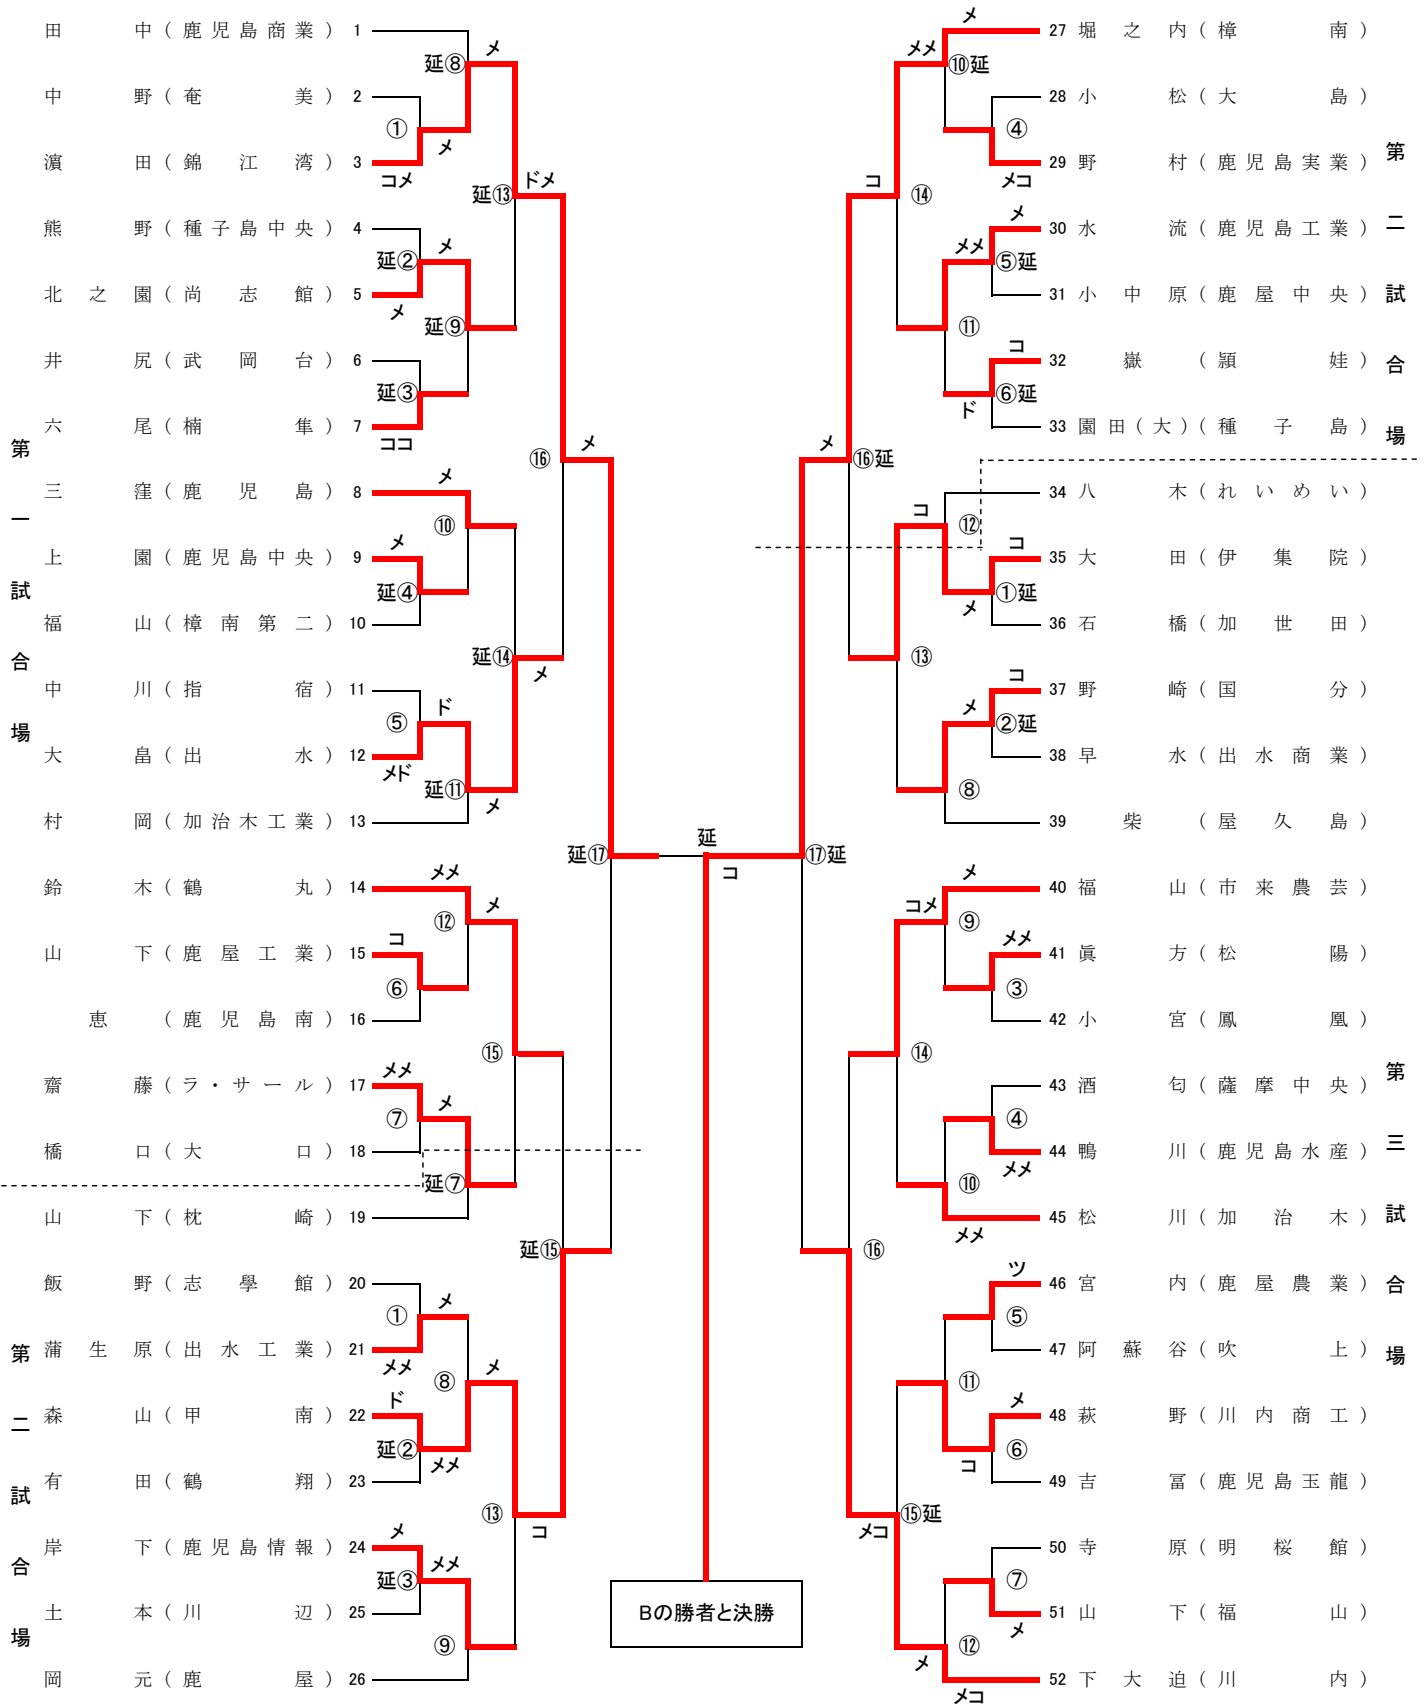 田中（鹿児島商業） 1
中野（奄美） 2
濵田（錦江湾） 3
熊野（種子島中央） 4
北之園（尚志館） 5
井尻（武岡台） 6
六尾（楠隼） 7
三窪（鹿児島） 8
上園（鹿児島中央） 9
福山（樟南第二） 10
中川（指宿） 11
大畠（出水） 12
村岡（加治木工業） 13
鈴木（鶴丸） 14
山下（鹿屋工業） 15
恵（鹿児島南） 16
齋藤（ラ・サール） 17
橋口（大口） 18
山下（枕崎） 19
飯野（志學館） 20
蒲生原（出水工業） 21
森山（甲南） 22
有田（鶴翔） 23
岸下（鹿児島情報） 24
土本（川辺） 25
岡元（鹿屋） 26
第一試合場
第二試合場
延⑧
メ
①
メ
コメ
延⑬
ドメ
延②
メ
メ
延⑨
延③
ココ
⑯
メ
メ
⑩
メ
延④
延⑭
メ
⑤
ド
メド
延⑪
メ
延⑰
メメ
⑫
メ
コ
⑥
⑮
メメ
⑦
メ
延⑦
延⑮
①
メ
メメ
⑧
メ
ド
延②
メメ
⑬
コ
メ
延③
メメ
⑨
延
コ
Bの勝者と決勝
27 堀之内（樟南）
28 小松（大島）
29 野村（鹿児島実業）
30 水流（鹿児島工業）
31 小中原（鹿屋中央）
32 嶽（頴娃）
33 園田(大)（種子島）
34 八木（れいめい）
35 大田（伊集院）
36 石橋（加世田）
37 野崎（国分）
38 早水（出水商業）
39 柴（屋久島）
40 福山（市来農芸）
41 眞方（松陽）
42 小宮（鳳凰）
43 酒匂（薩摩中央）
44 鴨川（鹿児島水産）
45 松川（加治木）
46 宮内（鹿屋農業）
47 阿蘇谷（吹上）
48 萩野（川内商工）
49 吉冨（鹿児島玉龍）
50 寺原（明桜館）
51 山下（福山）
52 下大迫（川内）
第二試合場
第三試合場
メ
メメ
⑩延
④
メコ
コ
⑭
メ
メメ
⑤延
⑪
コ
⑥延
ド
メ
⑯延
コ
⑫
コ
①延
メ
⑬
コ
メ
②延
⑧
⑰延
メ
コメ
⑨
メメ
③
⑭
④
メメ
⑩
メメ
⑯
ツ
⑤
⑪
メ
⑥
コ
⑮延
メコ
⑦
メ
⑫
メ
メコ